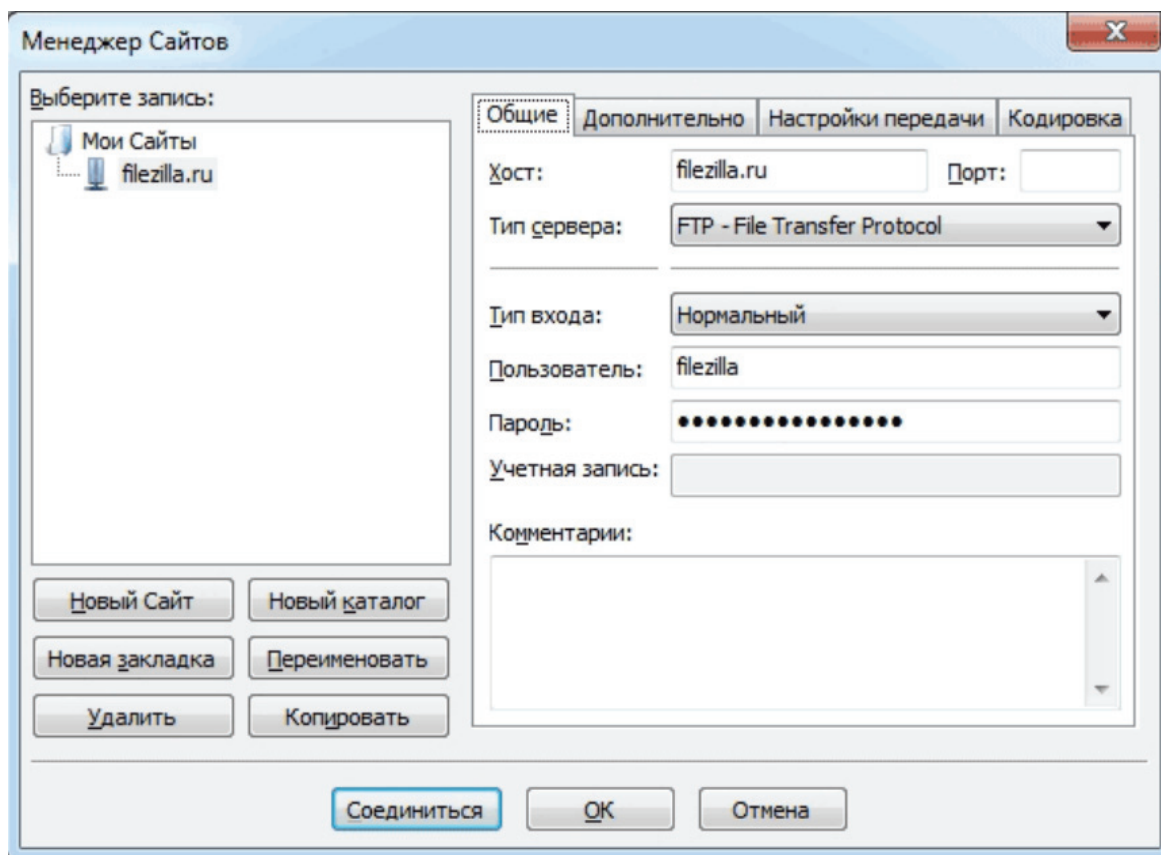 Менеджер Сайтов
Выберите запись:
Мои Сайты
filezilla.ru
Новый Сайт
Новый каталог
Новая закладка
Переименовать
Удалить
Копировать
Общие
Дополнительно
Настройки передачи
Кодировка
Хост:
filezilla.ru
Порт:
Тип сервера:
FTP - File Transfer Protocol
Тип входа:
Нормальный
Пользователь:
filezilla
Пароль:
••••••••••••••••
Учетная запись:
Комментарии:
Соединиться
OK
Отмена